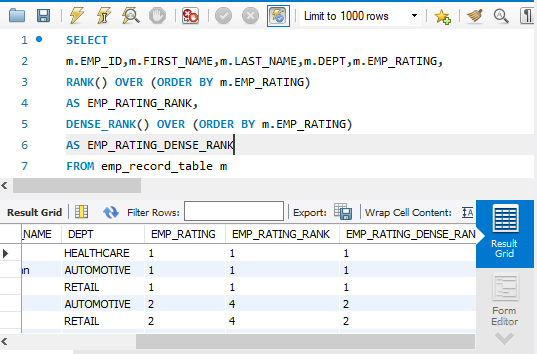 Limit to 1000 rows
1 SELECT
2 m.EMP_ID,m.FIRST_NAME,m.LAST_NAME,m.DEPT,m.EMP_RATING,
3 RANK() OVER (ORDER BY m.EMP_RATING)
4 AS EMP_RATING_RANK,
5 DENSE_RANK() OVER (ORDER BY m.EMP_RATING)
6 AS EMP_RATING_DENSE_RANK
7 FROM emp_record_table m
Result Grid Filter Rows: Export: Wrap Cell Content: IA
_NAME DEPT EMP_RATING EMP_RATING_RANK EMP_RATING_DENSE_RAN
HEALTHCARE 1 1 1
an AUTOMOTIVE 1 1 1
RETAIL 1 1 1
AUTOMOTIVE 2 4 2
RETAIL 2 4 2
Result
Grid
Form
Editor